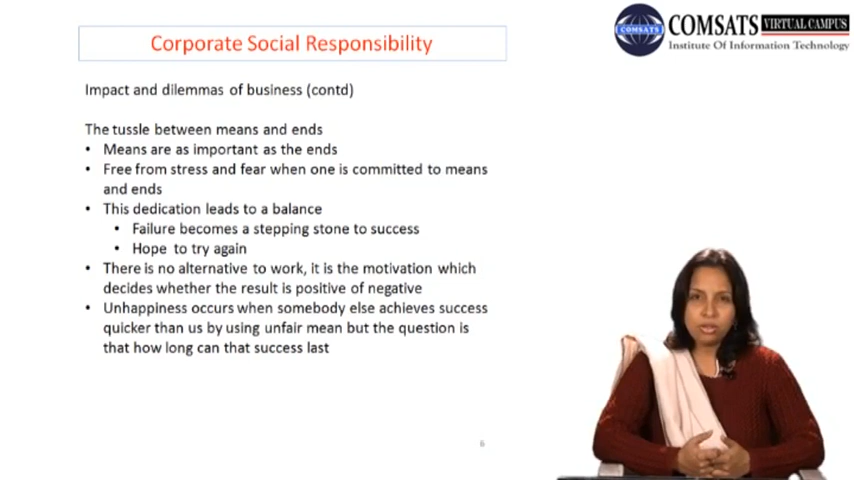 Corporate Social Responsibility
COMSATS VIRTUAL CAMPUS
COMSATS
Institute Of Information Technology
Impact and dilemmas of business (contd)
The tussle between means and ends
• Means are as important as the ends
• Free from stress and fear when one is committed to means
and ends
• This dedication leads to a balance
• Failure becomes a stepping stone to success
• Hope to try again
• There is no alternative to work, it is the motivation which
decides whether the result is positive of negative
• Unhappiness occurs when somebody else achieves success
quicker than us by using unfair mean but the question is
that how long can that success last
6